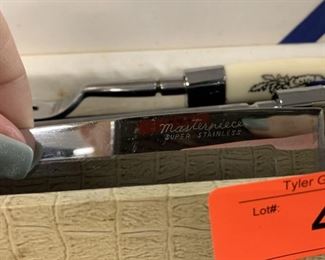 Masterpiece
SUPER STAINLESS
Tyler G
Lot#:
4